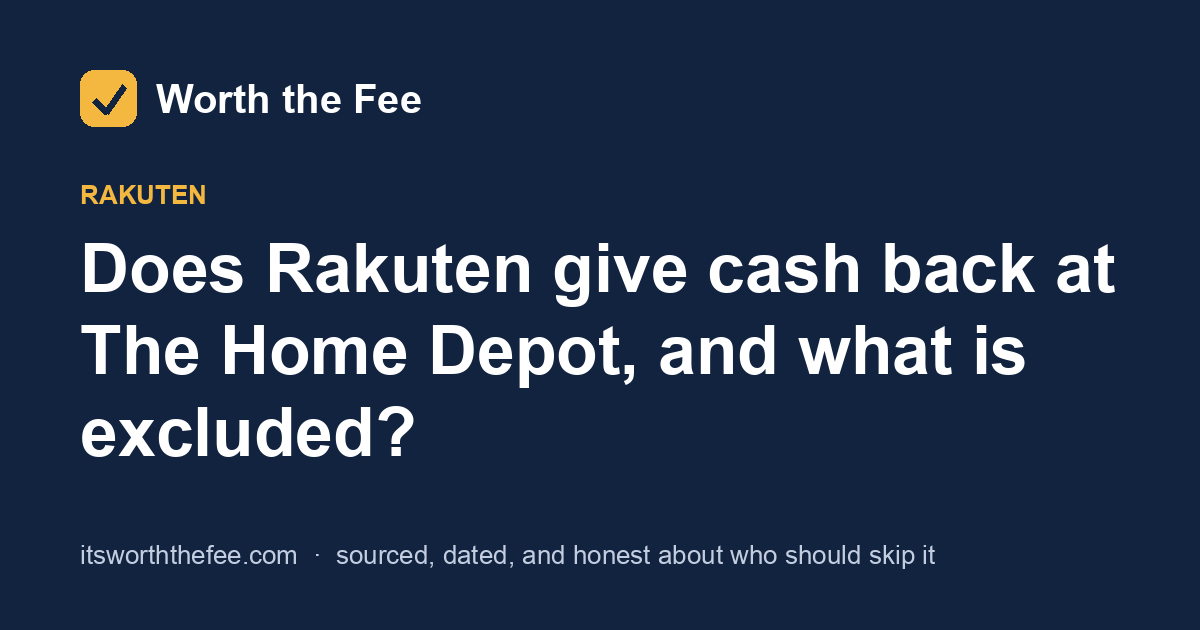 Worth the Fee
RAKUTEN
Does Rakuten give cash back at
The Home Depot, and what is
excluded?
itsworththefee.com · sourced, dated, and honest about who should skip it